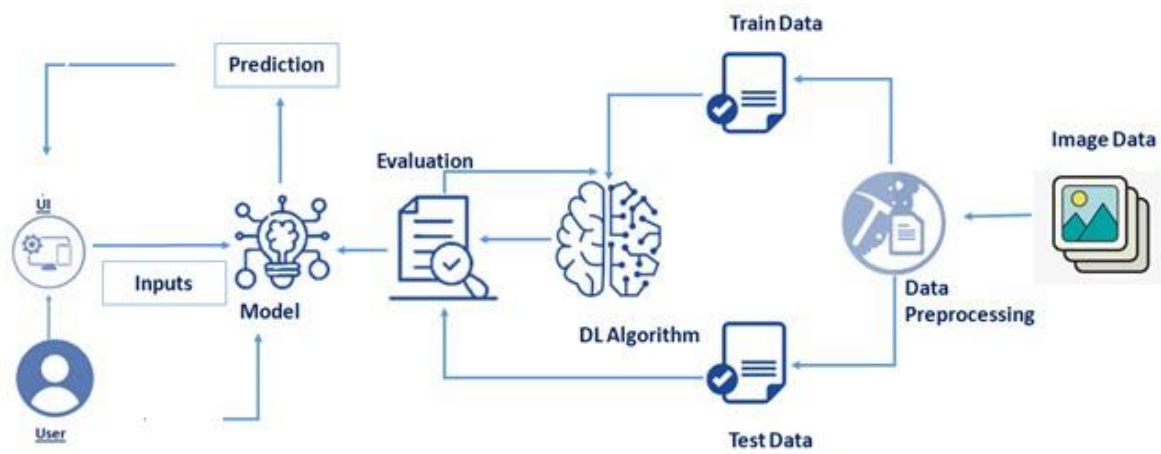 Train Data
Prediction
Image Data
Evaluation
UI
Inputs
Model
Data
Preprocessing
DL Algorithm
User
Test Data